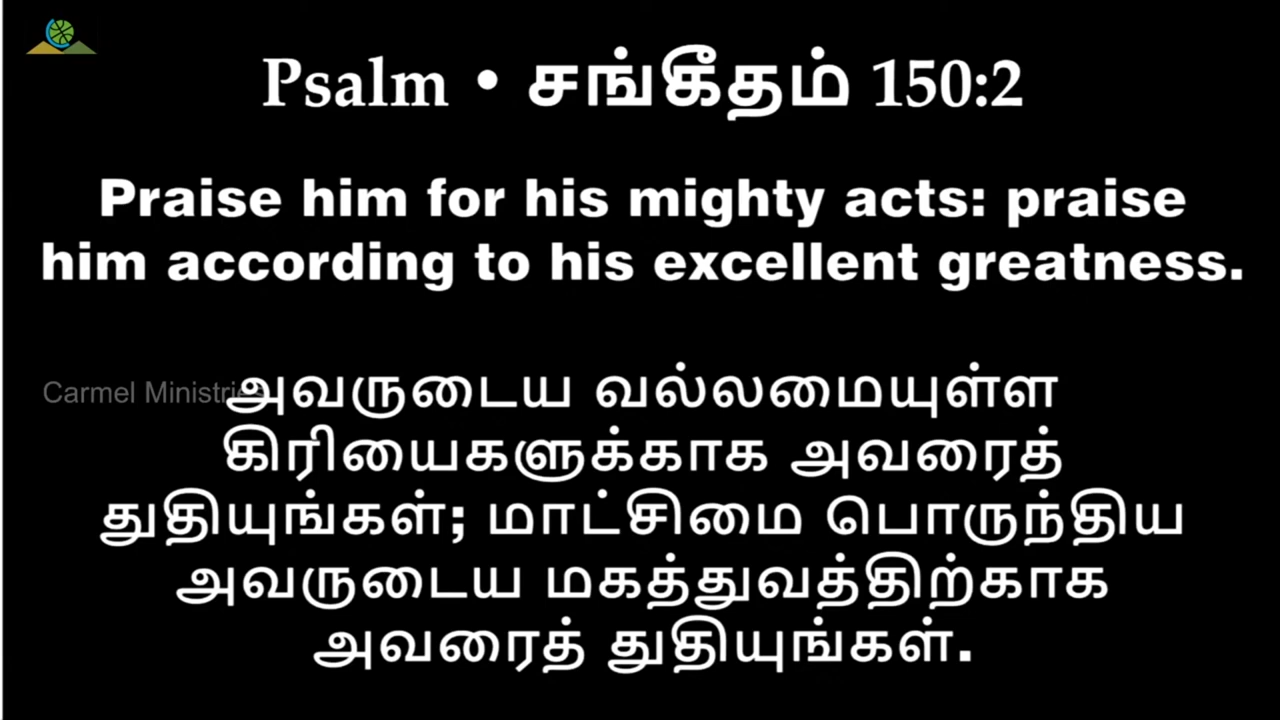 Psalm • சங்கீதம் 150:2
Praise him for his mighty acts: praise
him according to his excellent greatness.
Carmel Ministries
அவருடைய வல்லமையுள்ள
கிரியைகளுக்காக அவரைத்
துதியுங்கள்; மாட்சிமை பொருந்திய
அவருடைய மகத்துவத்திற்காக
அவரைத் துதியுங்கள்.